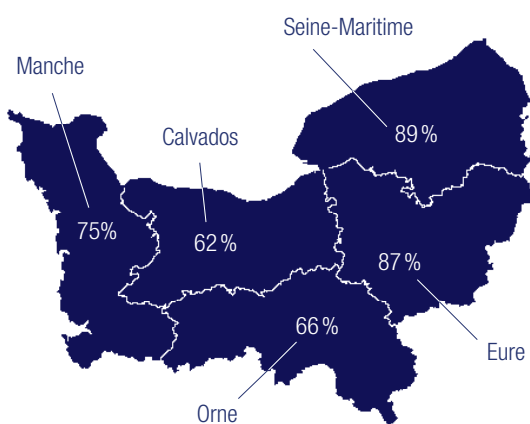 Seine-Maritime
Manche
89 %
Calvados
75%
62 %
87 %
66 %
Eure
Orne